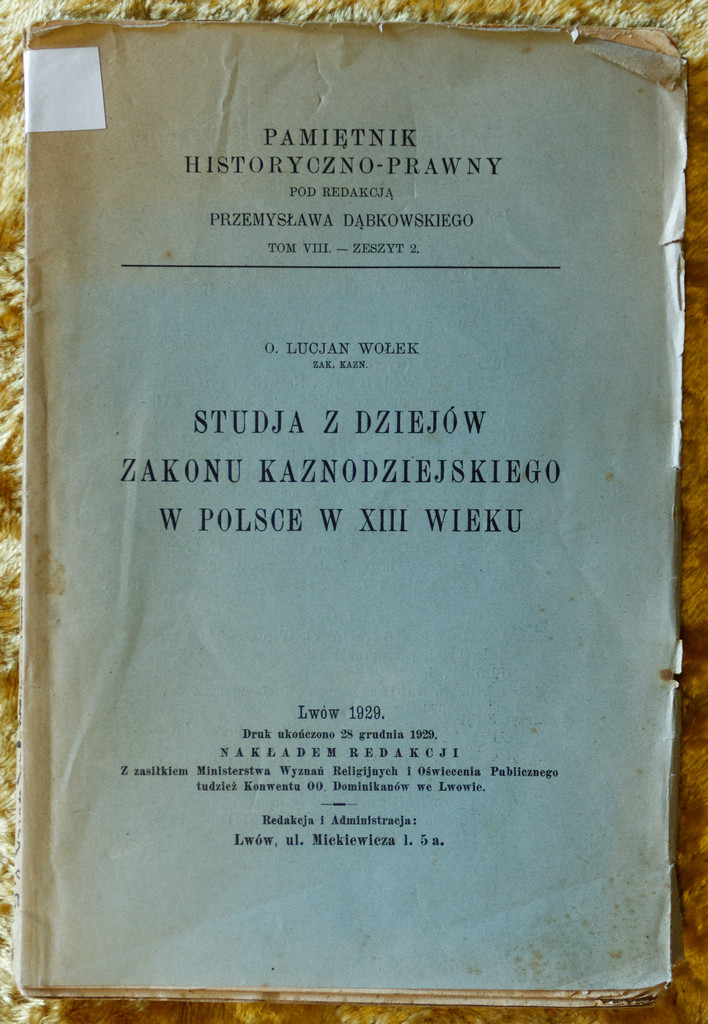 PAMIĘTNIK
HISTORYCZNO-PRAWNY
POD REDAKCJĄ
PRZEMYSŁAWA DĄBKOWSKIEGO
TOM VIII. — ZESZYT 2.
O. LUCJAN WOŁEK
ZAK. KAZN.
STUDJA Z DZIEJÓW
ZAKONU KAZNODZIEJSKIEGO
W POLSCE W XIII WIEKU
Lwów 1929.
Druk ukończono 28 grudnia 1929.
NAKŁADEM REDAKCJI
Z zasiłkiem Ministerstwa Wyznań Religijnych i Oświecenia Publicznego
tudzież Konwentu OO. Dominikanów we Lwowie.
Redakcja i Administracja:
Lwów, ul. Mickiewicza l. 5a.